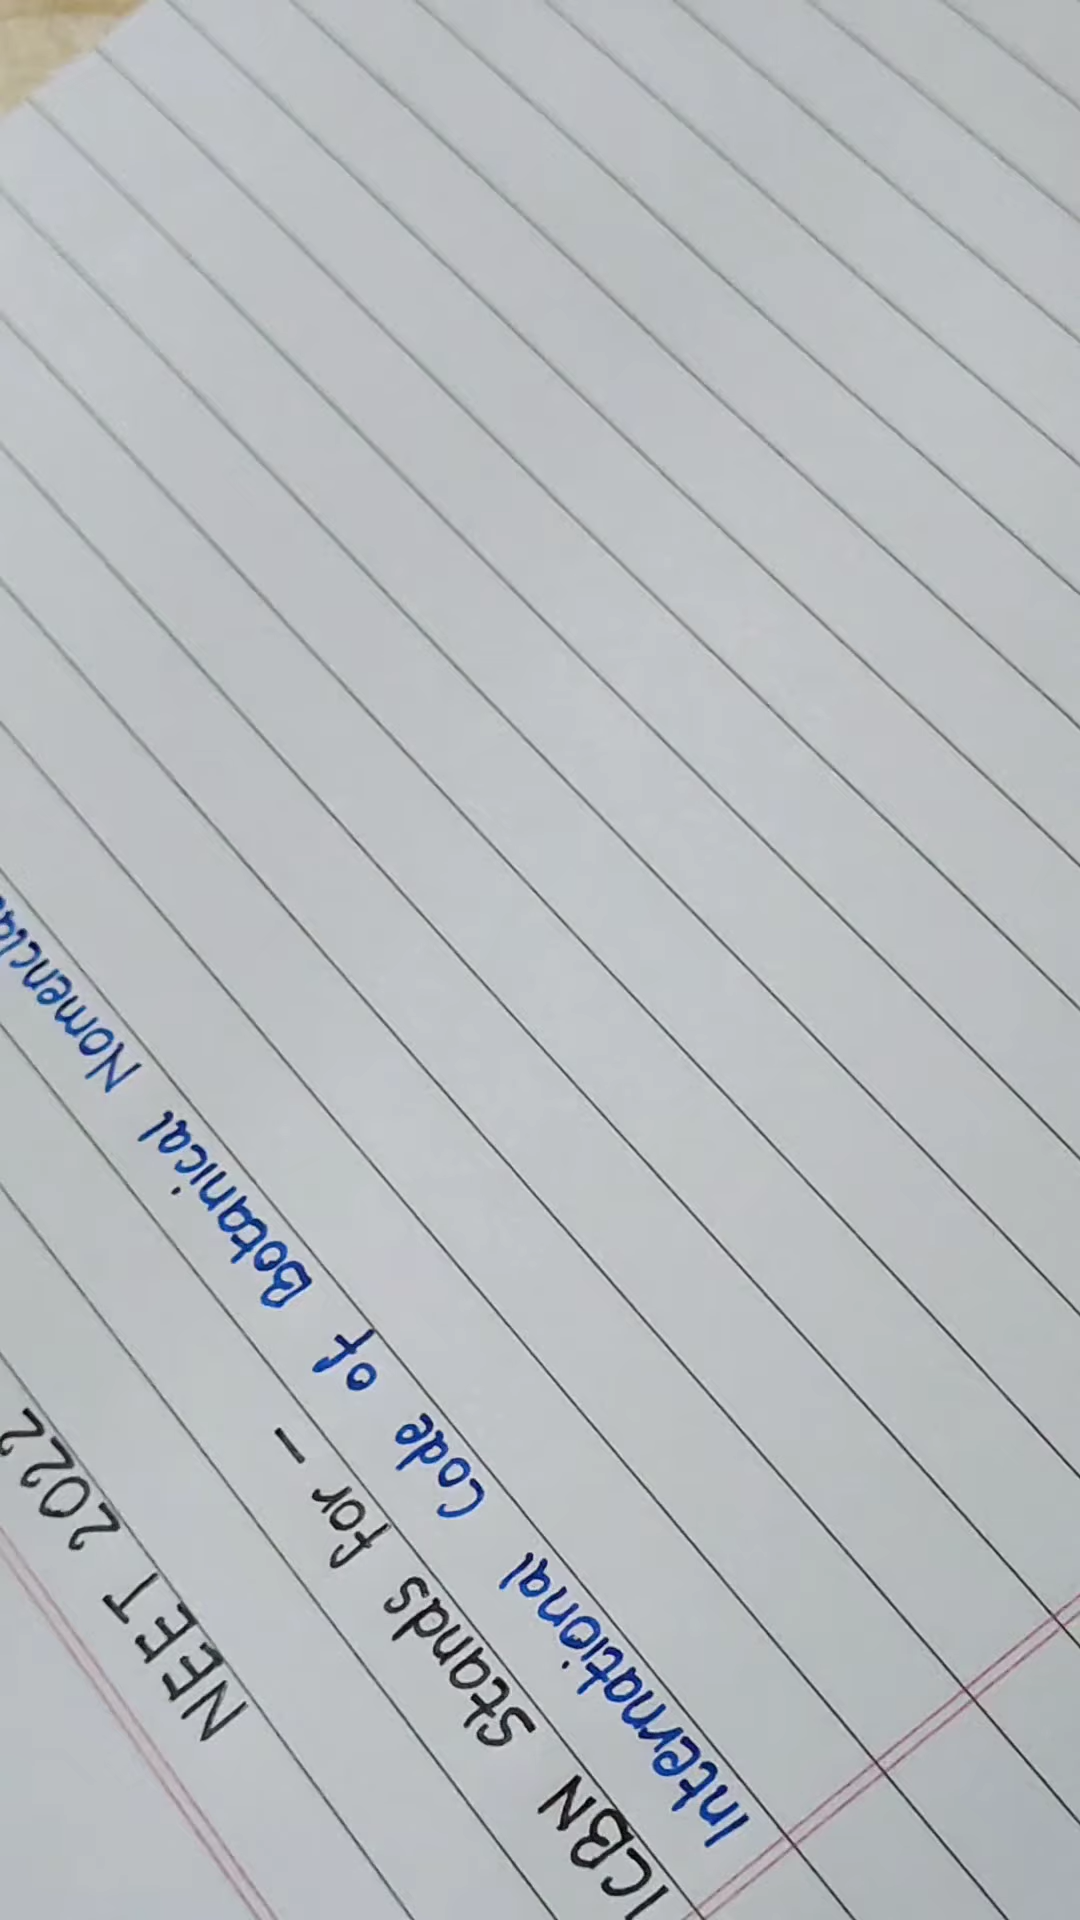 NEET 2022
ICBN stands for -
International Code of Botanical